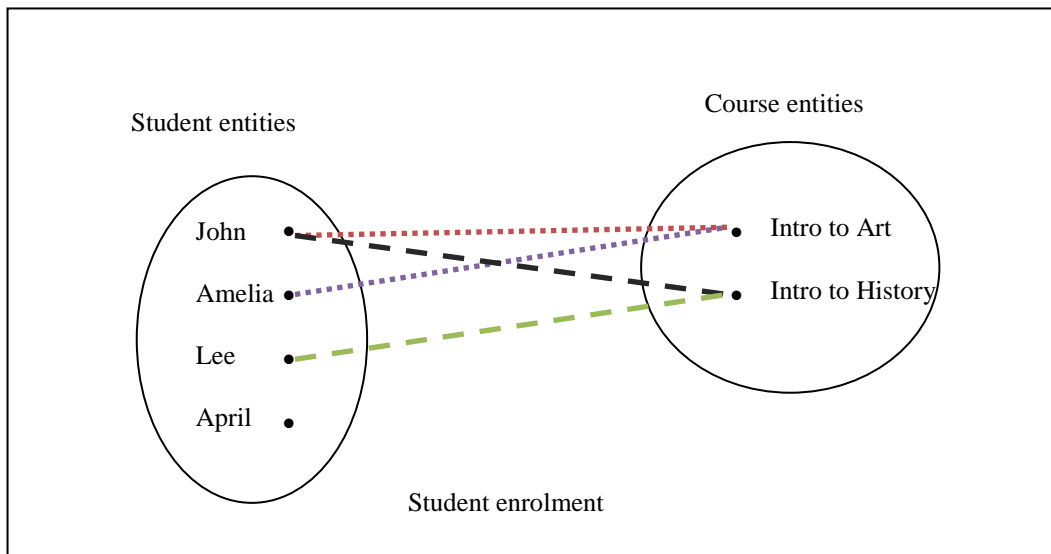 Course entities
Student entities
John
Intro to Art
Amelia
Intro to History
Lee
April
Student enrolment